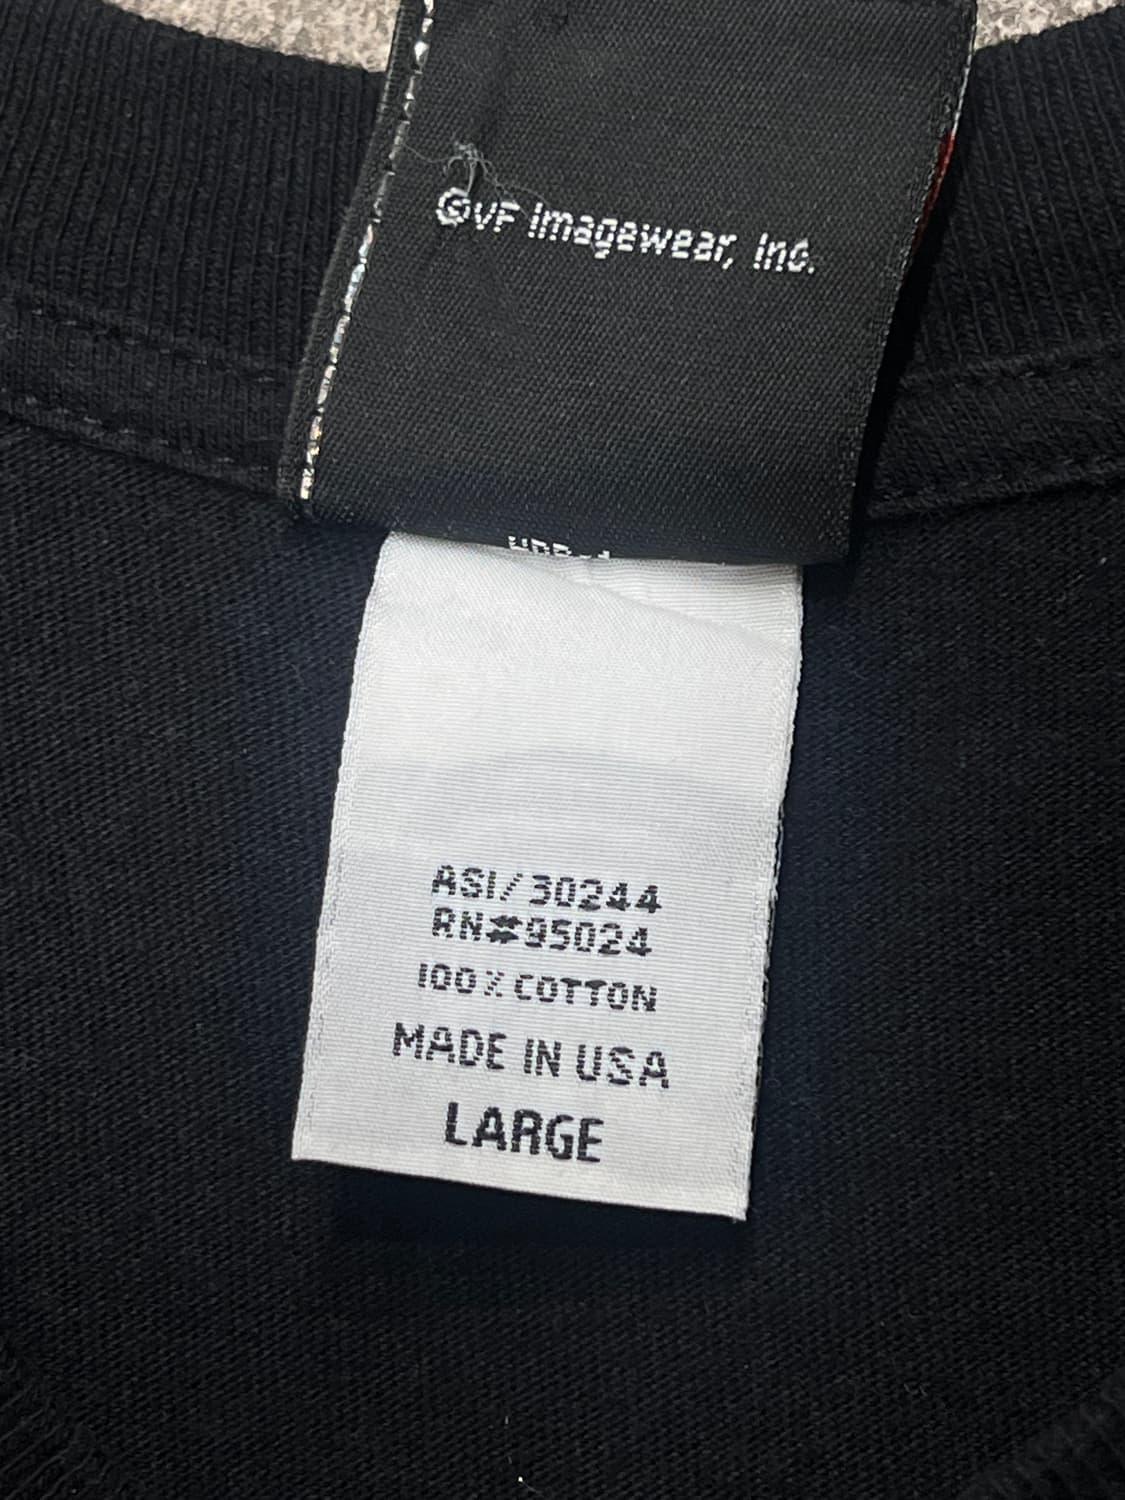 ©VF Imagewear, Inc.
ASI/30244
RN#95024
100% COTTON
MADE IN USA
LARGE